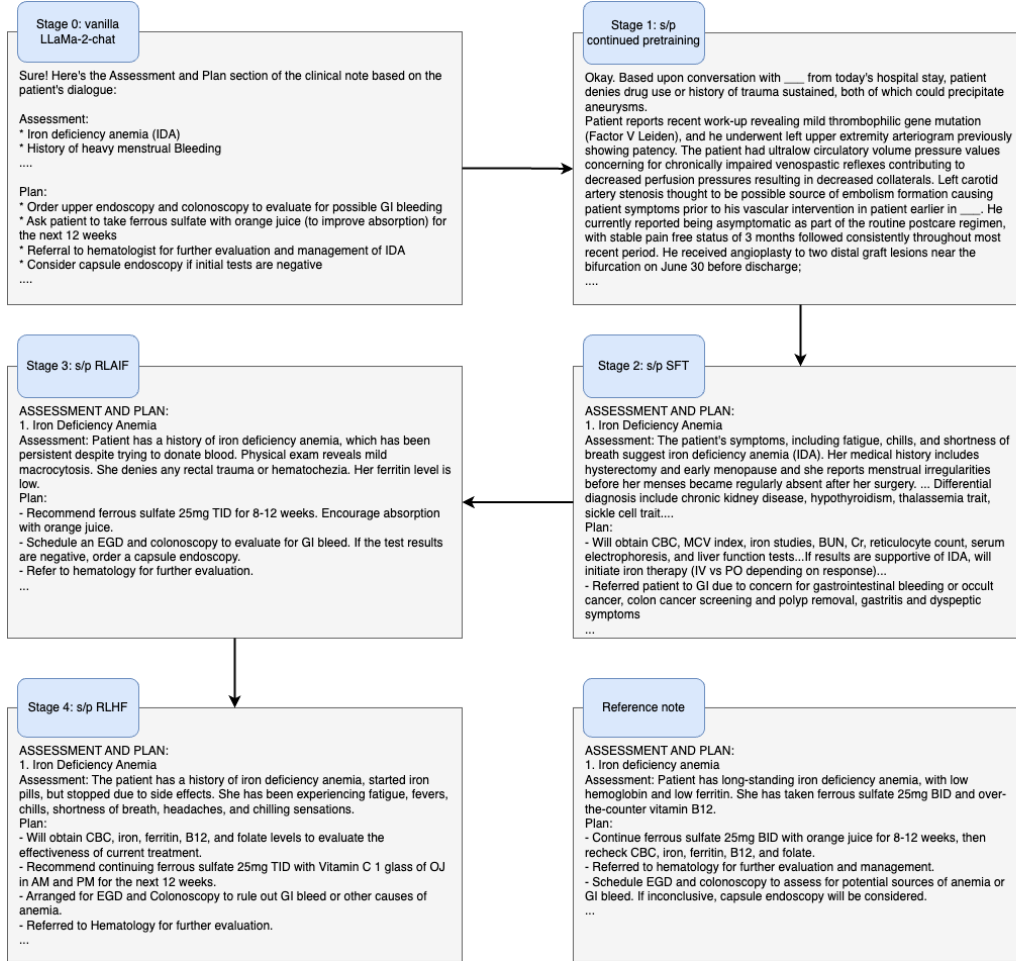 Stage 0: vanilla
LLaMa-2-chat
Sure! Here's the Assessment and Plan section of the clinical note based on the
patient's dialogue:
Assessment:
* Iron deficiency anemia (IDA)
* History of heavy menstrual Bleeding
....
Plan:
* Order upper endoscopy and colonoscopy to evaluate for possible GI bleeding
* Ask patient to take ferrous sulfate with orange juice (to improve absorption) for
the next 12 weeks
* Referral to hematologist for further evaluation and management of IDA
* Consider capsule endoscopy if initial tests are negative
....
Stage 1: s/p
continued pretraining
Okay. Based upon conversation with ___ from today's hospital stay, patient
denies drug use or history of trauma sustained, both of which could precipitate
aneurysms.
Patient reports recent work-up revealing mild thrombophilic gene mutation
(Factor V Leiden), and he underwent left upper extremity arteriogram previously
showing patency. The patient had ultralow circulatory volume pressure values
concerning for chronically impaired venospastic reflexes contributing to
decreased perfusion pressures resulting in decreased collaterals. Left carotid
artery stenosis thought to be possible source of embolism formation causing
patient symptoms prior to his vascular intervention in patient earlier in ___. He
currently reported being asymptomatic as part of the routine postcare regimen,
with stable pain free status of 3 months followed consistently throughout most
recent period. He received angioplasty to two distal graft lesions near the
bifurcation on June 30 before discharge;
....
Stage 2: s/p SFT
ASSESSMENT AND PLAN:
1. Iron Deficiency Anemia
Assessment: The patient's symptoms, including fatigue, chills, and shortness of
breath suggest iron deficiency anemia (IDA). Her medical history includes
hysterectomy and early menopause and she reports menstrual irregularities
before her menses became regularly absent after her surgery. ... Differential
diagnosis include chronic kidney disease, hypothyroidism, thalassemia trait,
sickle cell trait....
Plan:
- Will obtain CBC, MCV index, iron studies, BUN, Cr, reticulocyte count, serum
electrophoresis, and liver function tests...If results are supportive of IDA, will
initiate iron therapy (IV vs PO depending on response)...
- Referred patient to GI due to concern for gastrointestinal bleeding or occult
cancer, colon cancer screening and polyp removal, gastritis and dyspeptic
symptoms
...
Stage 3: s/p RLAIF
ASSESSMENT AND PLAN:
1. Iron Deficiency Anemia
Assessment: Patient has a history of iron deficiency anemia, which has been
persistent despite trying to donate blood. Physical exam reveals mild
macrocytosis. She denies any rectal trauma or hematochezia. Her ferritin level is
low.
Plan:
- Recommend ferrous sulfate 25mg TID for 8-12 weeks. Encourage absorption
with orange juice.
- Schedule an EGD and colonoscopy to evaluate for GI bleed. If the test results
are negative, order a capsule endoscopy.
- Refer to hematology for further evaluation.
...
Stage 4: s/p RLHF
ASSESSMENT AND PLAN:
1. Iron Deficiency Anemia
Assessment: The patient has a history of iron deficiency anemia, started iron
pills, but stopped due to side effects. She has been experiencing fatigue, fevers,
chills, shortness of breath, headaches, and chilling sensations.
Plan:
- Will obtain CBC, iron, ferritin, B12, and folate levels to evaluate the
effectiveness of current treatment.
- Recommend continuing ferrous sulfate 25mg TID with Vitamin C 1 glass of OJ
in AM and PM for the next 12 weeks.
- Arranged for EGD and Colonoscopy to rule out GI bleed or other causes of
anemia.
- Referred to Hematology for further evaluation.
...
Reference note
ASSESSMENT AND PLAN:
1. Iron deficiency anemia
Assessment: Patient has long-standing iron deficiency anemia, with low
hemoglobin and low ferritin. She has taken ferrous sulfate 25mg BID and over-
the-counter vitamin B12.
Plan:
- Continue ferrous sulfate 25mg BID with orange juice for 8-12 weeks, then
recheck CBC, iron, ferritin, B12, and folate.
- Referred to hematology for further evaluation and management.
- Schedule EGD and colonoscopy to assess for potential sources of anemia or
GI bleed. If inconclusive, capsule endoscopy will be considered.
...